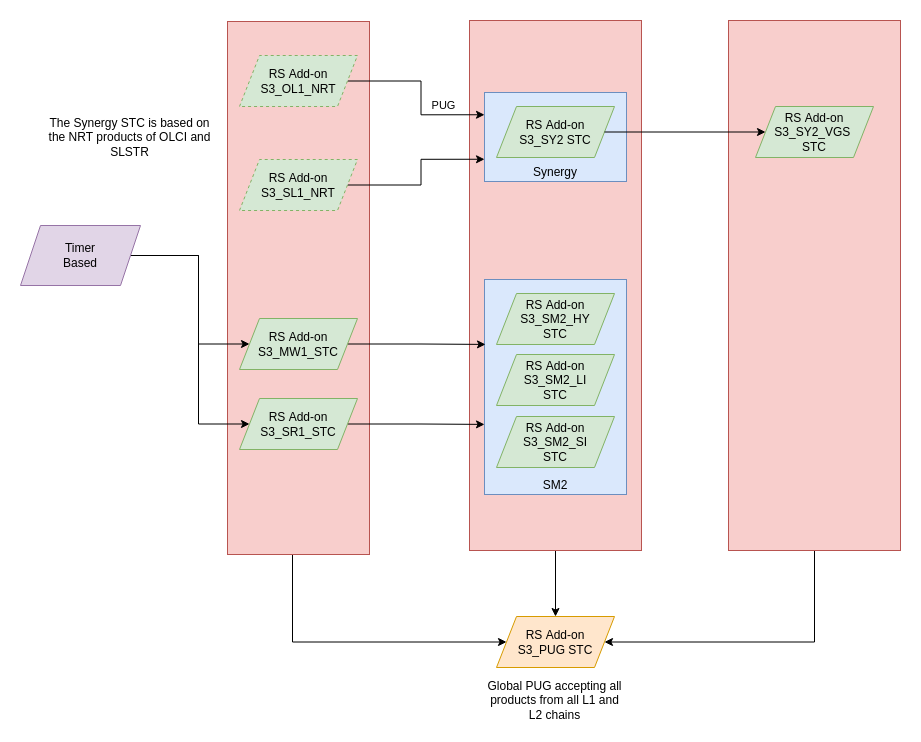 The Synergy STC is based on
the NRT products of OLCI and
SLSTR
Timer
Based
RS Add-on
S3_OL1_NRT
RS Add-on
S3_SL1_NRT
RS Add-on
S3_MW1_STC
RS Add-on
S3_SR1_STC
PUG
RS Add-on
S3_SY2 STC
Synergy
RS Add-on
S3_SM2_HY
STC
RS Add-on
S3_SM2_LI
STC
RS Add-on
S3_SM2_SI
STC
SM2
RS Add-on
S3_SY2_VGS
STC
RS Add-on
S3_PUG STC
Global PUG accepting all
products from all L1 and
L2 chains